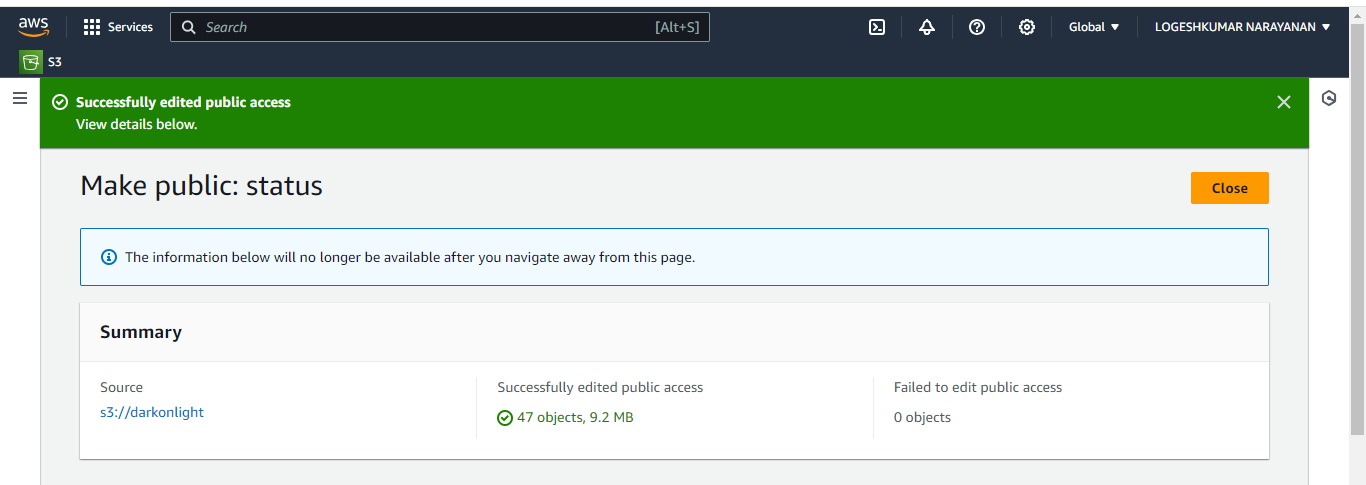 aws
Services
Search
[Alt+S]
Global
LOGESHKUMAR NARAYANAN
S3
Successfully edited public access
View details below.
Make public: status
Close
The information below will no longer be available after you navigate away from this page.
Summary
Source
Successfully edited public access
Failed to edit public access
s3://darkonlight
47 objects, 9.2 MB
0 objects